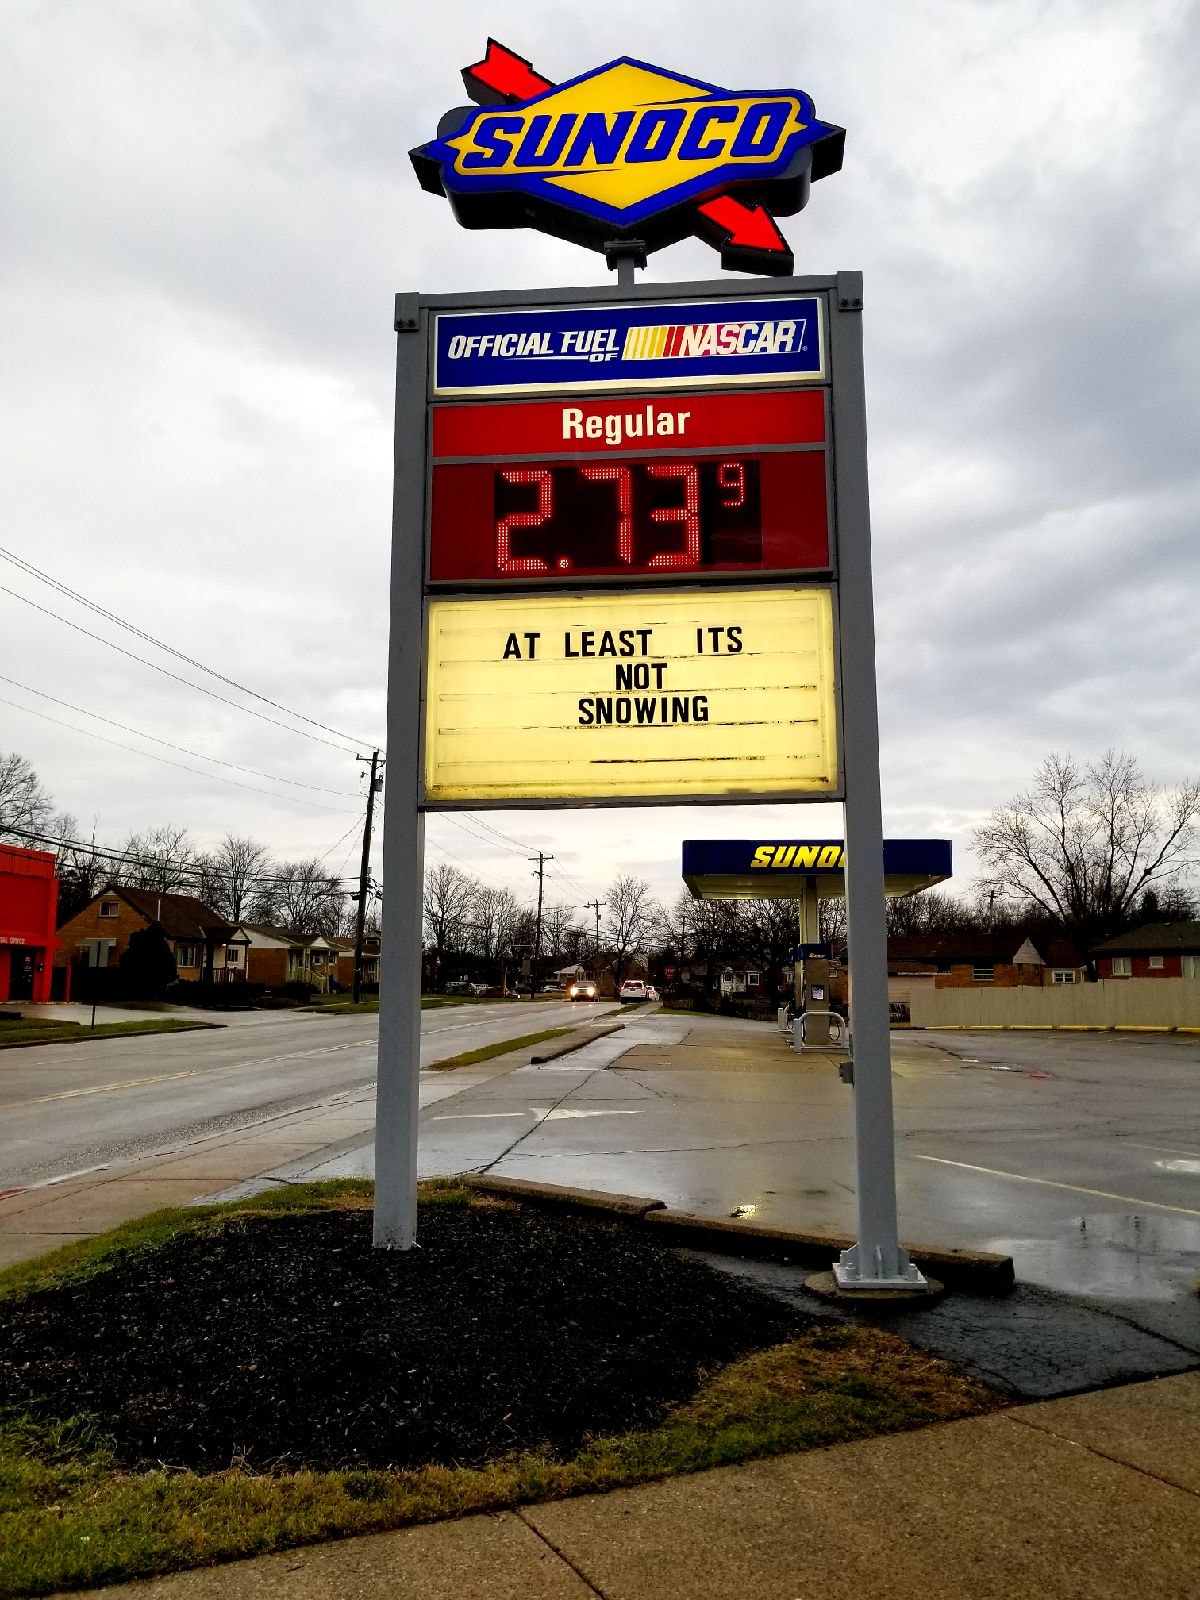 SUNOCO
OFFICIAL FUEL OF NASCAR
Regular
2.73 9
AT LEAST ITS
NOT
SNOWING
SUNO